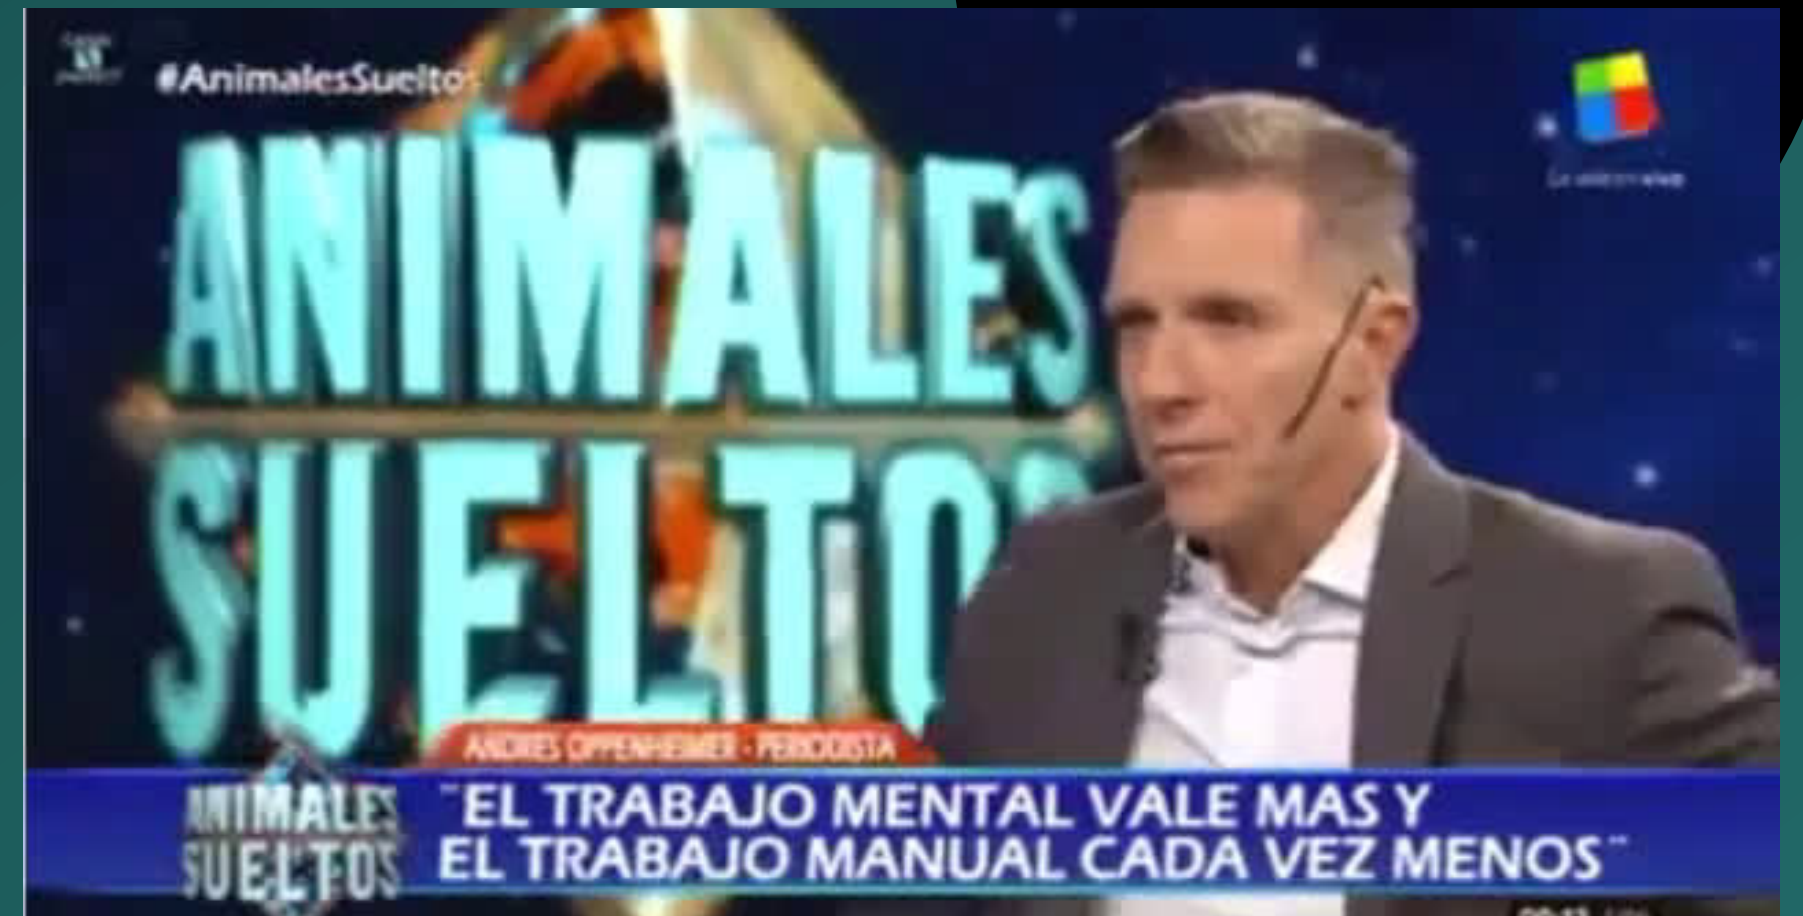 #AnimalesSueltos
ANIMALES
SUELTOS
ANDRES OPPENHEIMER - PERIODISTA
ANIMALES
SUELTOS
¨EL TRABAJO MENTAL VALE MAS Y
EL TRABAJO MANUAL CADA VEZ MENOS¨